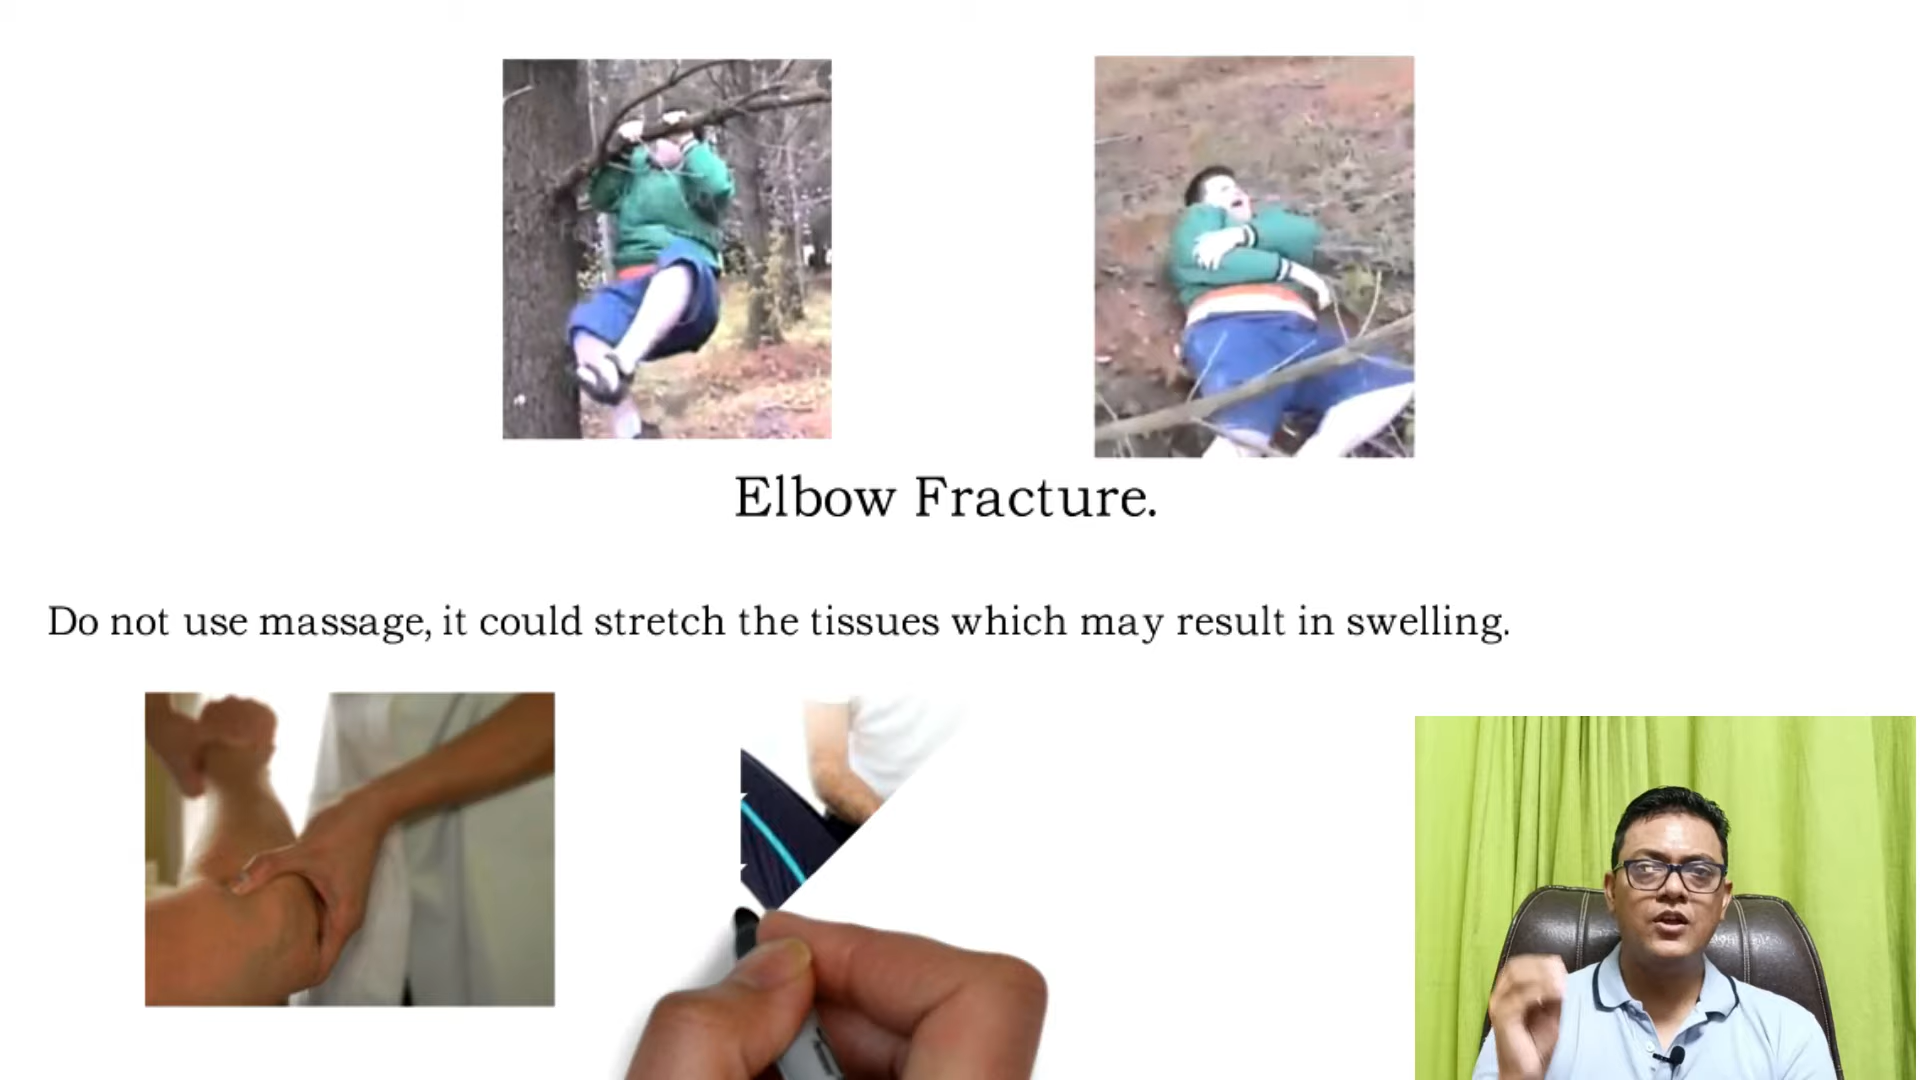 Elbow Fracture.
Do not use massage, it could stretch the tissues which may result in swelling.